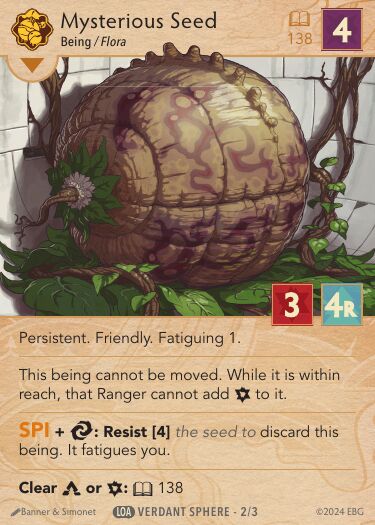 Mysterious Seed
Being / Flora
138
4
3
4R
Persistent. Friendly. Fatiguing 1.
This being cannot be moved. While it is within
reach, that Ranger cannot add to it.
SPI + : Resist [4] the seed to discard this
being. It fatigues you.
Clear or : 138
Banner & Simonet LOA VERDANT SPHERE · 2/3 ©2024 EBG